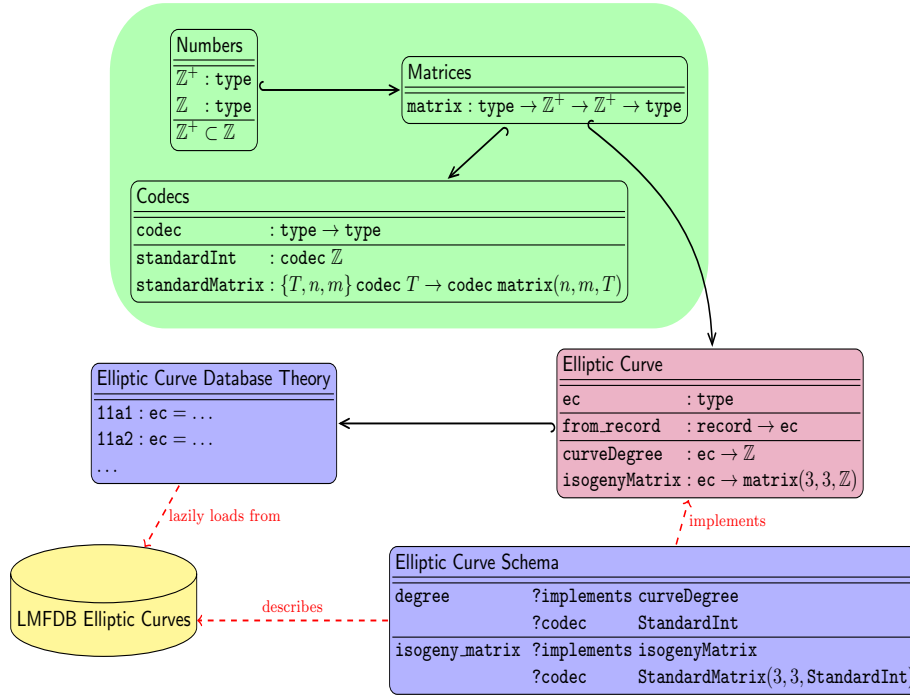 Numbers
ℤ⁺ : type
ℤ : type
ℤ⁺ ⊂ ℤ
Matrices
matrix : type → ℤ⁺ → ℤ⁺ → type
Codecs
codec : type → type
standardInt : codec ℤ
standardMatrix : {T, n, m} codec T → codec matrix(n, m, T)
Elliptic Curve Database Theory
11a1 : ec = ...
11a2 : ec = ...
...
Elliptic Curve
ec : type
from_record : record → ec
curveDegree : ec → ℤ
isogenyMatrix : ec → matrix(3, 3, ℤ)
lazily loads from
implements
LMFDB Elliptic Curves
describes
Elliptic Curve Schema
degree ?implements curveDegree
?codec StandardInt
isogeny_matrix ?implements isogenyMatrix
?codec StandardMatrix(3, 3, StandardInt)